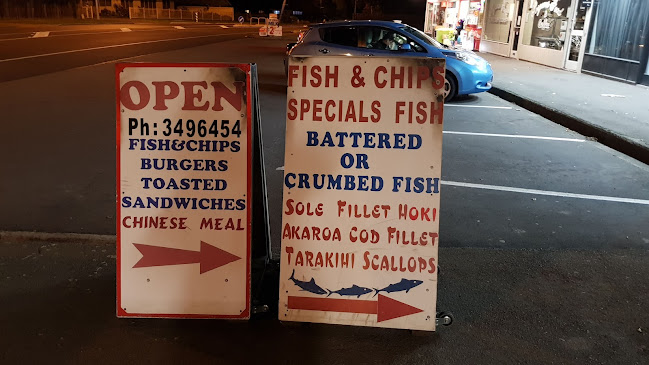 OPEN
Ph:3496454
FISH&CHIPS
BURGERS
TOASTED
SANDWICHES
CHINESE MEAL
FISH & CHIPS
SPECIALS FISH
BATTERED
OR
CRUMBED FISH
SOLE FILLET HOKI
AKAROA COD FILLET
TARAKIHI SCALLOPS